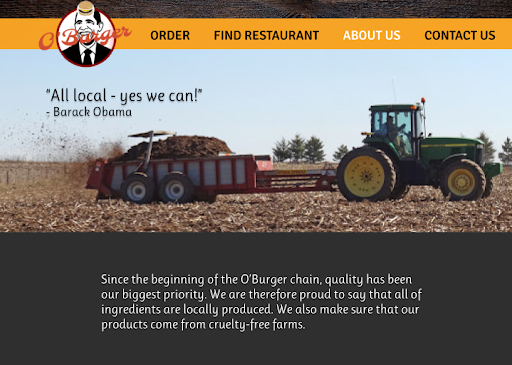 O'Burger
ORDER FIND RESTAURANT ABOUT US CONTACT US
"All local - yes we can!"
- Barack Obama
Since the beginning of the O'Burger chain, quality has been
our biggest priority. We are therefore proud to say that all of
ingredients are locally produced. We also make sure that our
products come from cruelty-free farms.